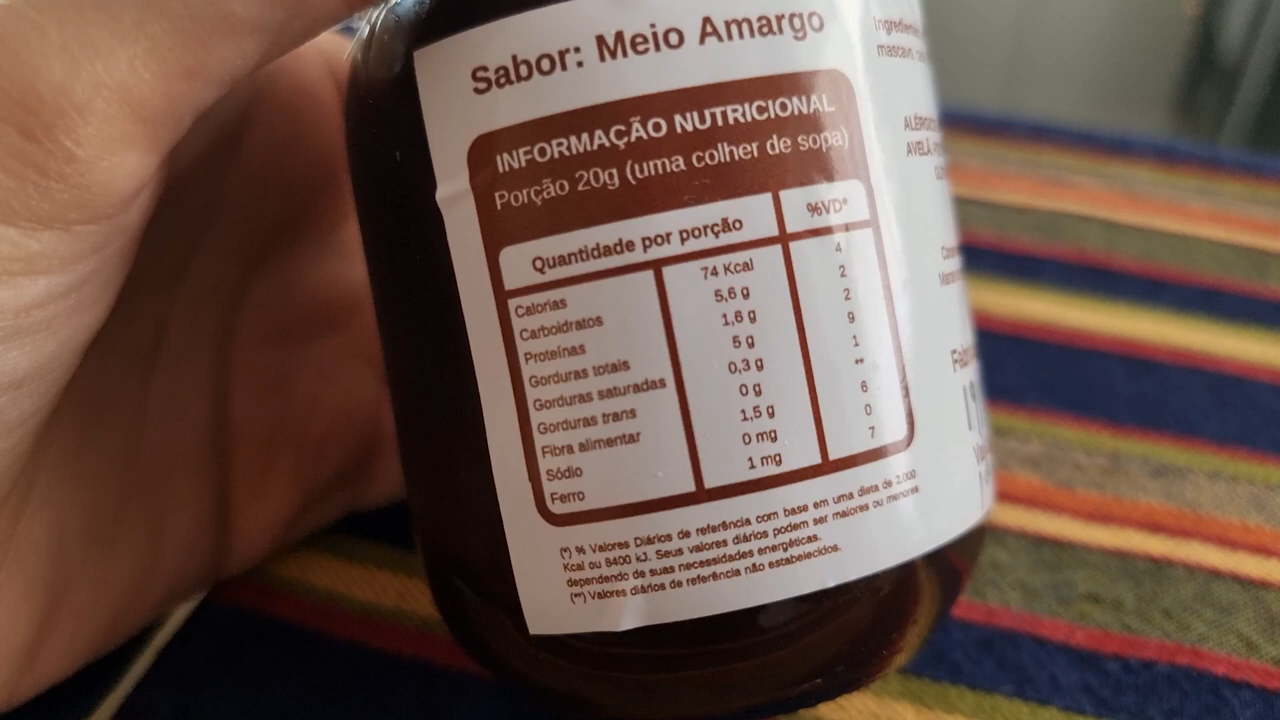 Sabor: Meio Amargo
INFORMAÇÃO NUTRICIONAL
Porção 20g (uma colher de sopa)
Quantidade por porção %VD*
Calorias 74 Kcal 4
Carboidratos 5,6 g 2
Proteínas 1,6 g 2
Gorduras totais 5 g 9
Gorduras saturadas 0,3 g 1
Gorduras trans 0 g **
Fibra alimentar 1,5 g 6
Sódio 0 mg 0
Ferro 1 mg 7
(*) % Valores Diários de referência com base em uma dieta de 2.000
Kcal ou 8400 kJ. Seus valores diários podem ser maiores ou menores
dependendo de suas necessidades energéticas.
(**) Valores diários de referência não estabelecidos.
mascavo,
AVELÃ,